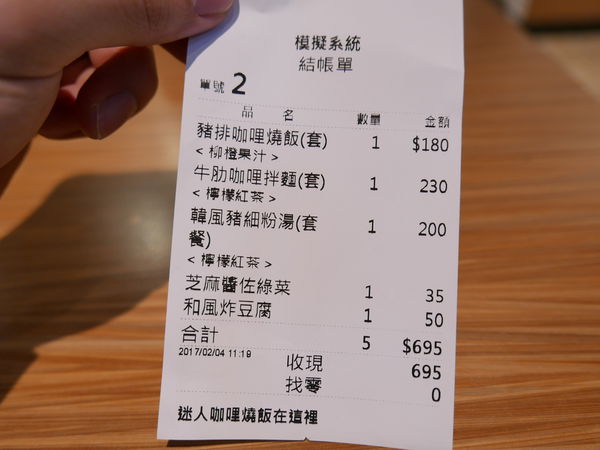 模擬系統
結帳單
單號 2
品 名 數量 金額
豬排咖哩燒飯(套) 1 $180
< 柳橙果汁 >
牛肋咖哩拌麵(套) 1 230
< 檸檬紅茶 >
韓風豬細粉湯(套 1 200
餐)
< 檸檬紅茶 >
芝麻醬佐綠菜 1 35
和風炸豆腐 1 50
合計 5 $695
2017/02/04 11:19
收現 695
找零 0
迷人咖哩燒飯在這裡